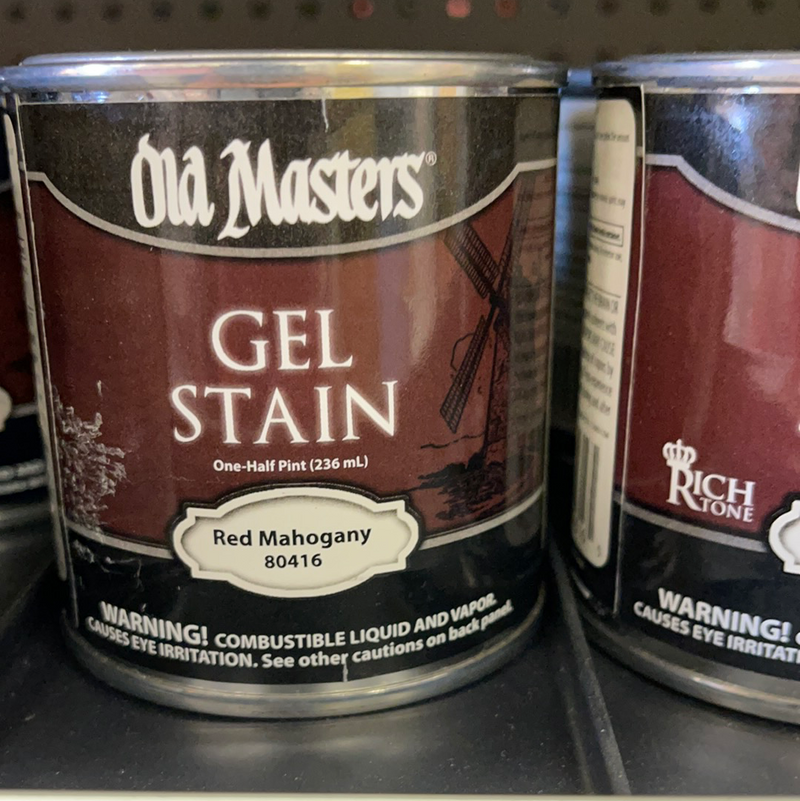 Old Masters®
GEL
STAIN
One-Half Pint (236 mL)
Red Mahogany
80416
WARNING! COMBUSTIBLE LIQUID AND VAPOR.
CAUSES EYE IRRITATION. See other cautions on back panel.
RICH
TONE
WARNING!
CAUSES EYE